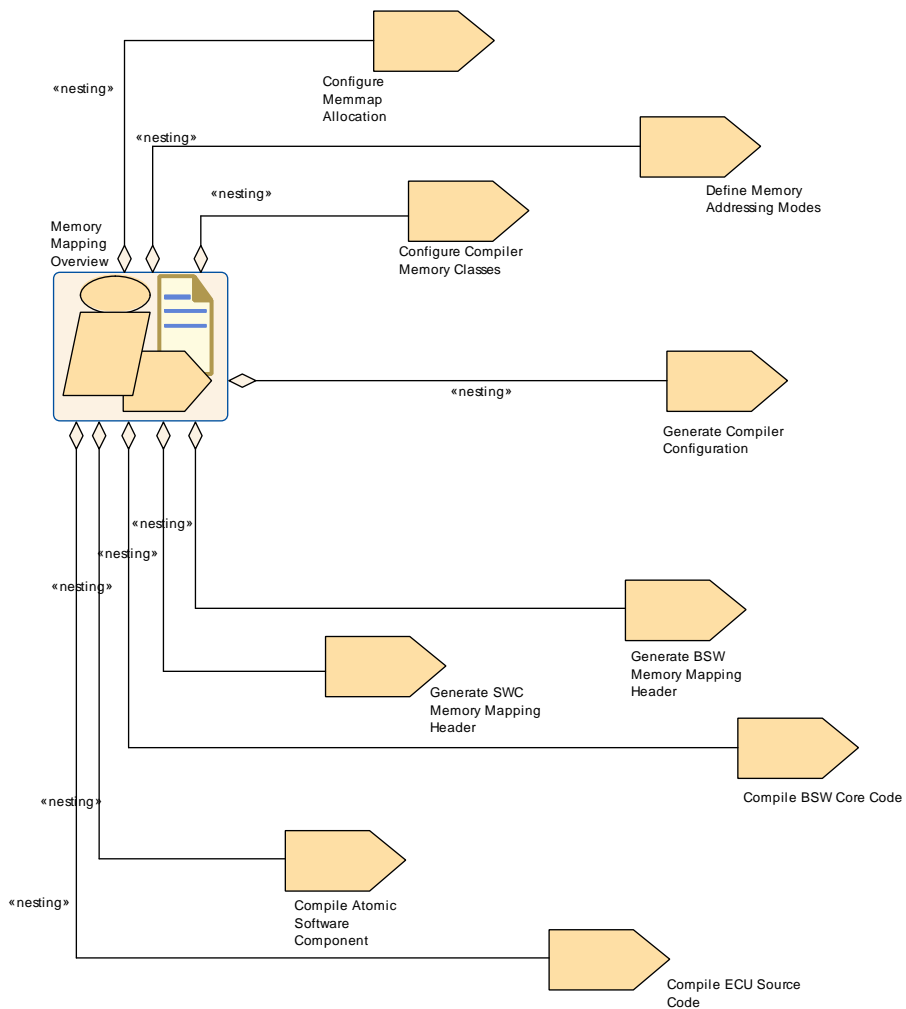 Configure
Memmap
Allocation
«nesting»
«nesting»
Define Memory
Addressing Modes
«nesting»
Configure Compiler
Memory Classes
Memory
Mapping
Overview
«nesting»
Generate Compiler
Configuration
«nesting»
«nesting»
«nesting»
Generate BSW
Memory Mapping
Header
Generate SWC
Memory Mapping
Header
Compile BSW Core Code
«nesting»
Compile Atomic
Software
Component
«nesting»
Compile ECU Source
Code